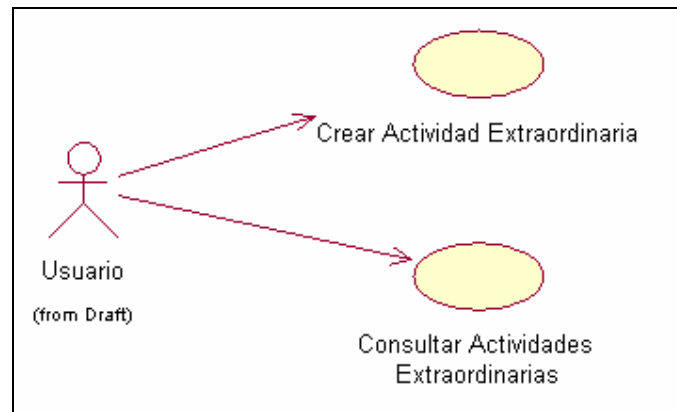 Crear Actividad Extraordinaria
Usuario
(from Draft)
Consultar Actividades
Extraordinarias